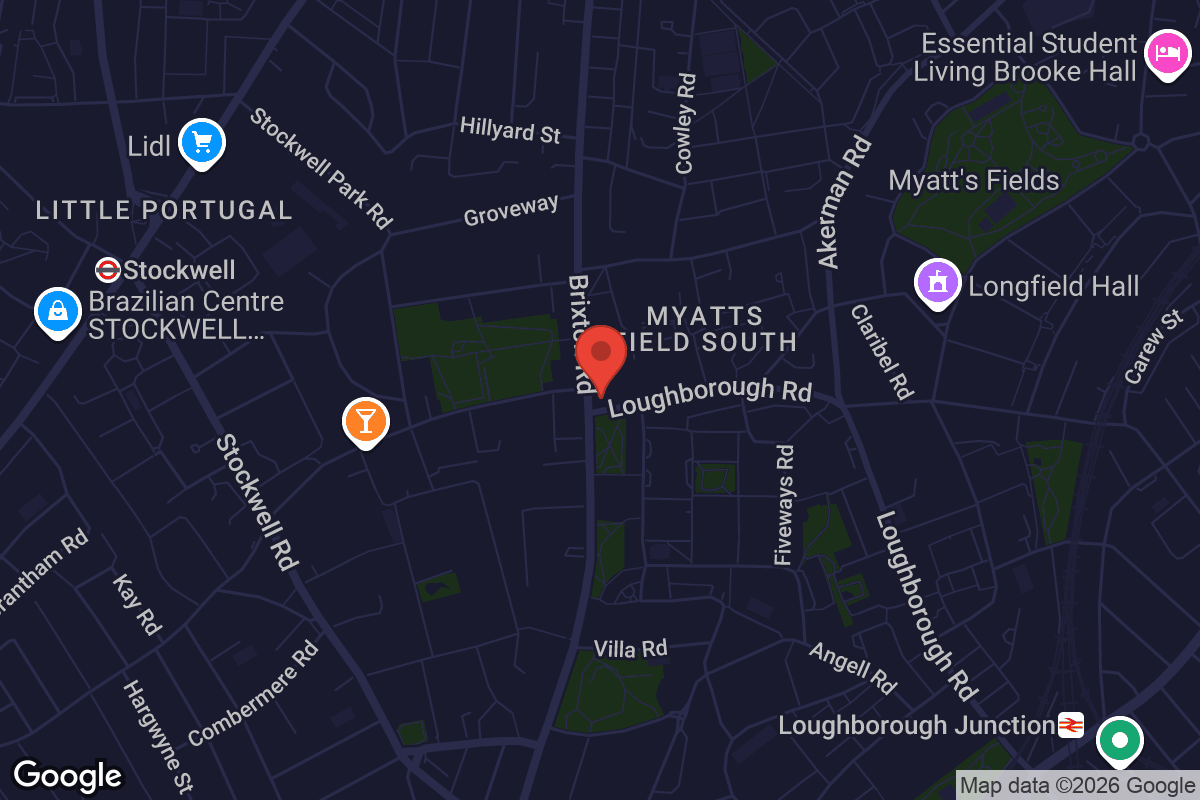 Essential Student
Living Brooke Hall
Lidl
Hillyard St
Cowley Rd
Stockwell Park Rd
Akerman Rd
Myatt's Fields
LITTLE PORTUGAL
Groveway
Stockwell
Brazilian Centre
STOCKWELL...
Longfield Hall
MYATTS
FIELD SOUTH
Brixton Rd
Claribel Rd
Carew St
Loughborough Rd
Stockwell Rd
Fiveways Rd
rantham Rd
Kay Rd
Loughborough Rd
Villa Rd
Angell Rd
Combermere Rd
Hargwyne St
Loughborough Junction
Google
Map data ©2026 Google